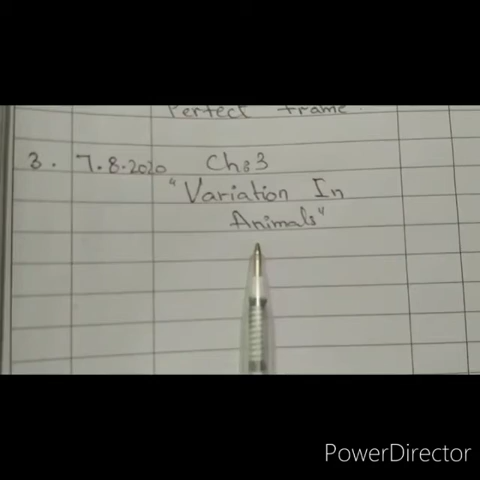 Perfect frame
3. 7.8.2020 Ch:3
"Variation In
Animals"
PowerDirector